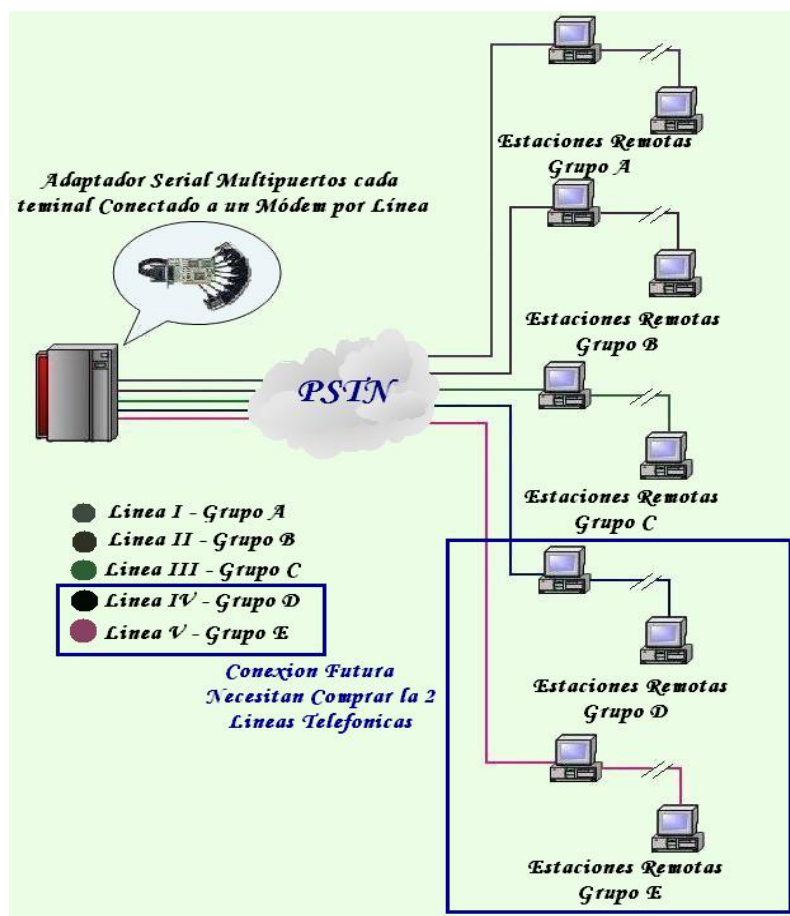 Estaciones Remotas
Grupo A
Adaptador Serial Multipuertos cada
teminal Conectado a un Módem por Línea
Estaciones Remotas
Grupo B
PSTN
Estaciones Remotas
Grupo C
Linea I - Grupo A
Linea II - Grupo B
Linea III - Grupo C
Linea IV - Grupo D
Linea V - Grupo E
Conexion Futura
Necesitan Comprar la 2
Lineas Telefonicas
Estaciones Remotas
Grupo D
Estaciones Remotas
Grupo E